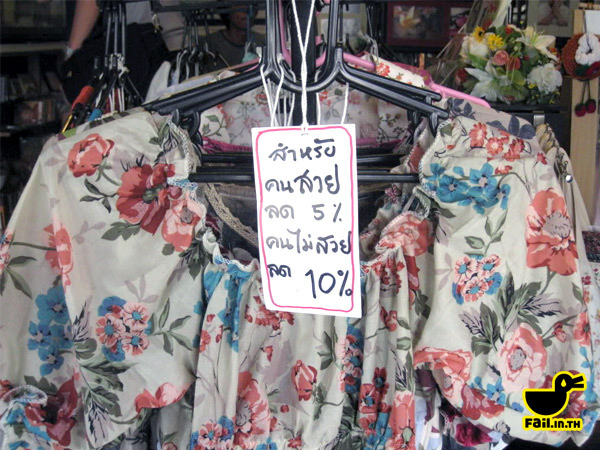 สำหรับ
คนสวย
ลด 5%
คนไม่สวย
ลด 10%
FAiL.in.TH